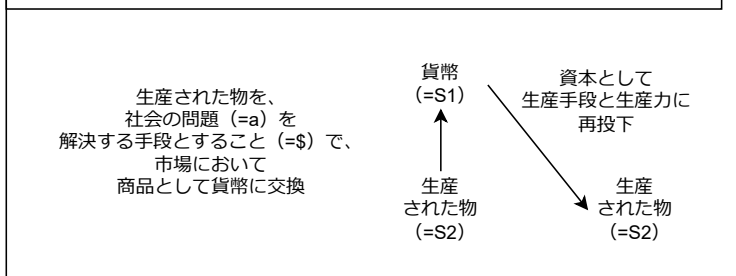 生産された物を、
社会の問題（=a）を
解決する手段とすること（=$）で、
市場において
商品として貨幣に交換
貨幣
（=S1）
資本として
生産手段と生産力に
再投下
生産
された物
（=S2）
生産
された物
（=S2）